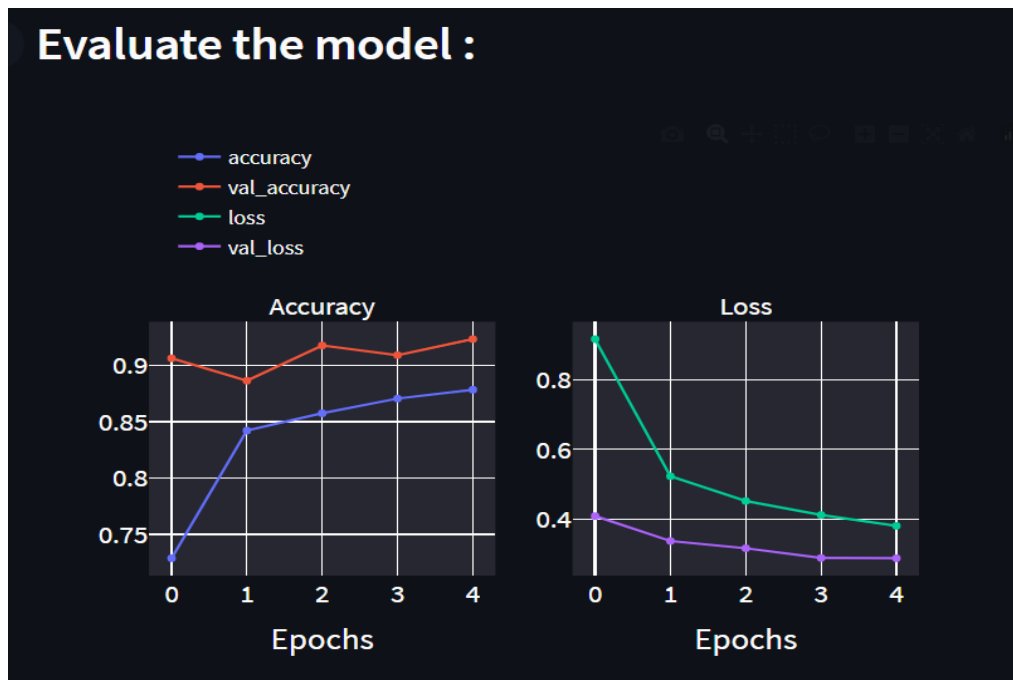 Evaluate the model :
accuracy
val_accuracy
loss
val_loss
Accuracy
0.9
0.85
0.8
0.75
0 1 2 3 4
Epochs
Loss
0.8
0.6
0.4
0 1 2 3 4
Epochs